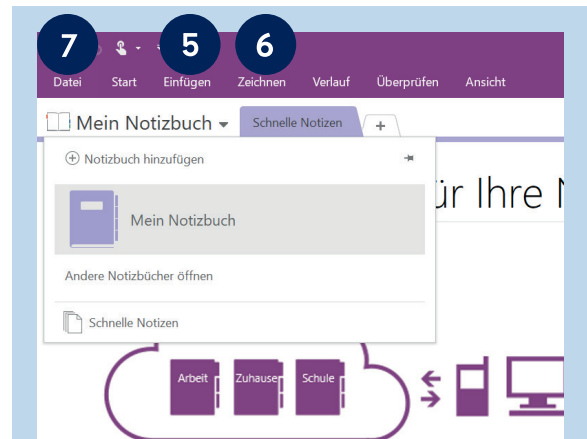 7 5 6
Datei Start Einfügen Zeichnen Verlauf Überprüfen Ansicht
Mein Notizbuch Schnelle Notizen +
Notizbuch hinzufügen
ür Ihre
Mein Notizbuch
Andere Notizbücher öffnen
Schnelle Notizen
Arbeit Zuhause Schule